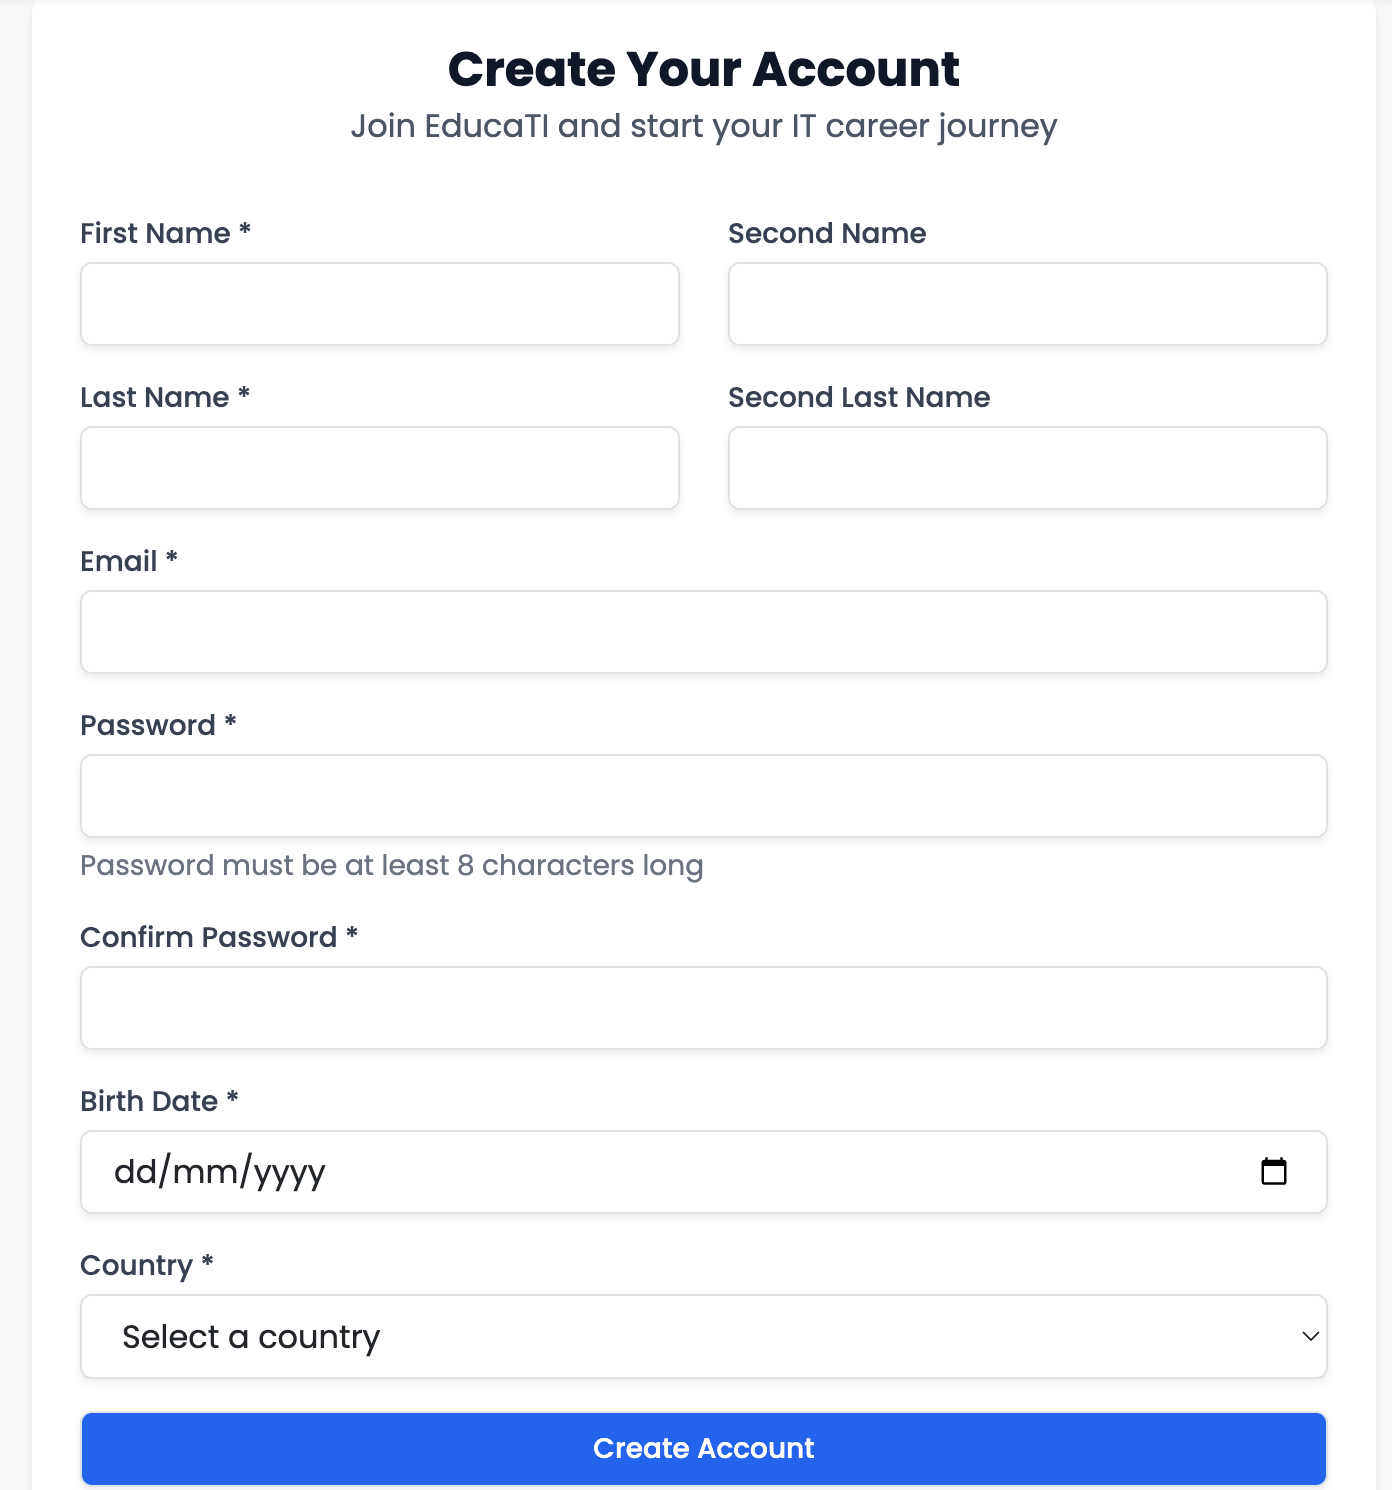 Create Your Account
Join EducaTI and start your IT career journey
First Name *
Second Name
Last Name *
Second Last Name
Email *
Password *
Password must be at least 8 characters long
Confirm Password *
Birth Date *
dd/mm/yyyy
Country *
Select a country
Create Account